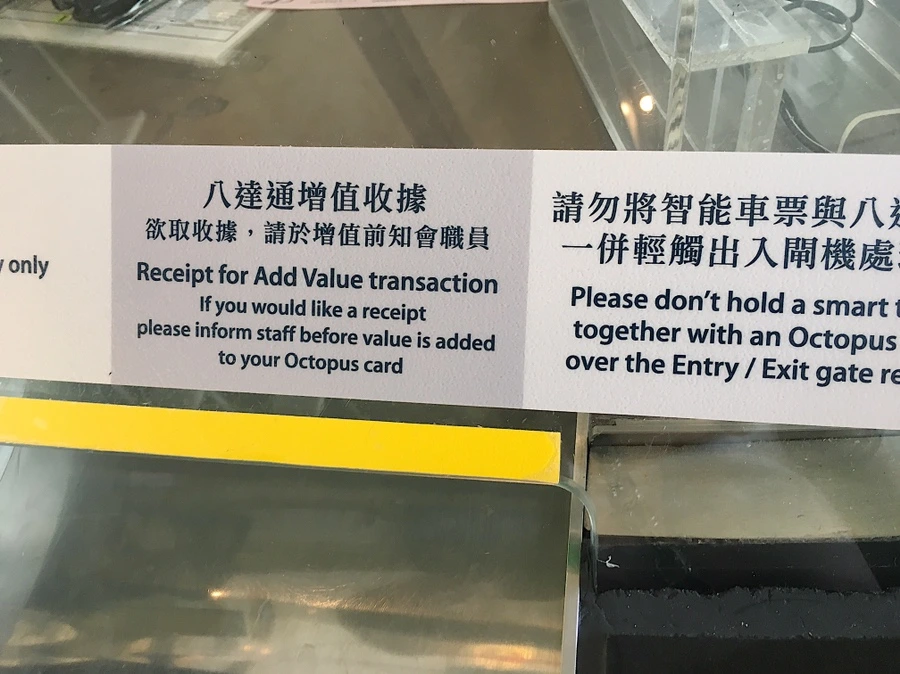 y only
八達通增值收據
欲取收據，請於增值前知會職員
Receipt for Add Value transaction
If you would like a receipt
please inform staff before value is added
to your Octopus card
請勿將智能車票與八達
一併輕觸出入閘機處
Please don't hold a smart t
together with an Octopus
over the Entry / Exit gate re